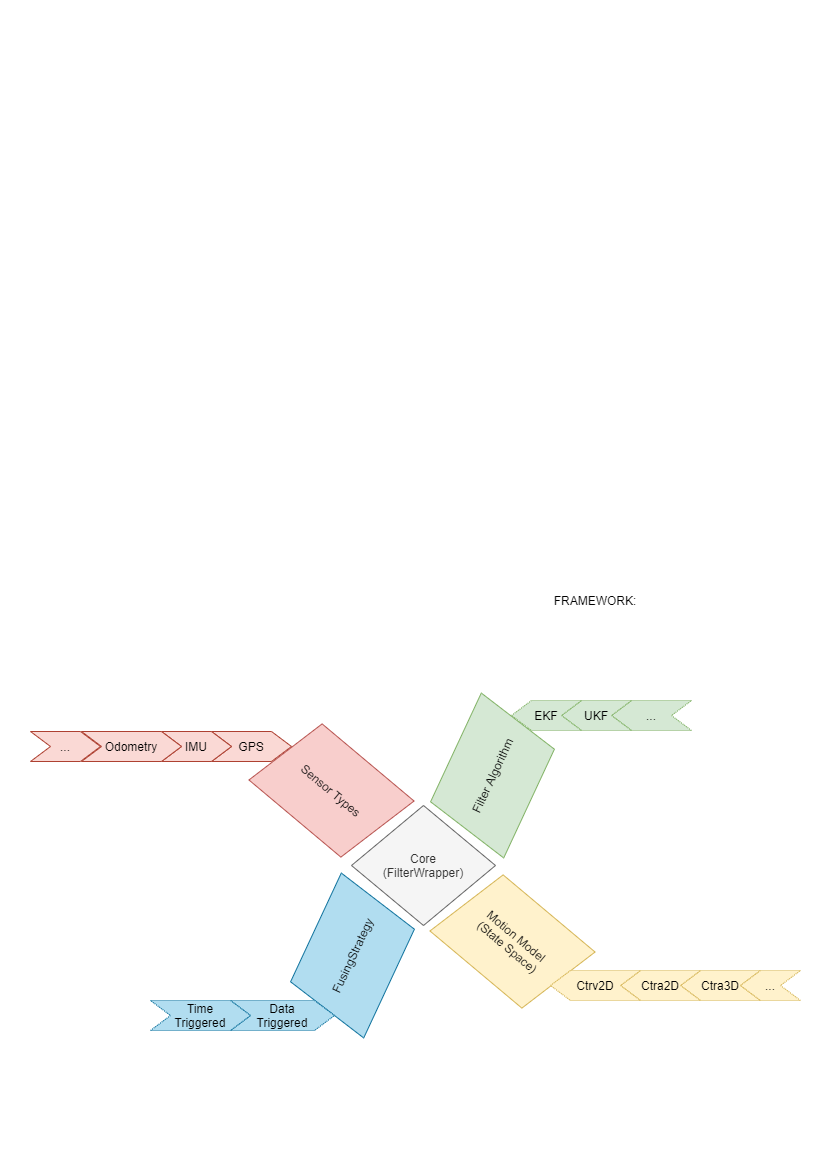 FRAMEWORK:
EKF
UKF
...
...
Odometry
IMU
GPS
Sensor Types
Filter Algorithm
Core
(FilterWrapper)
Motion Model
(State Space)
FusingStrategy
Ctrv2D
Ctra2D
Ctra3D
...
Time
Triggered
Data
Triggered